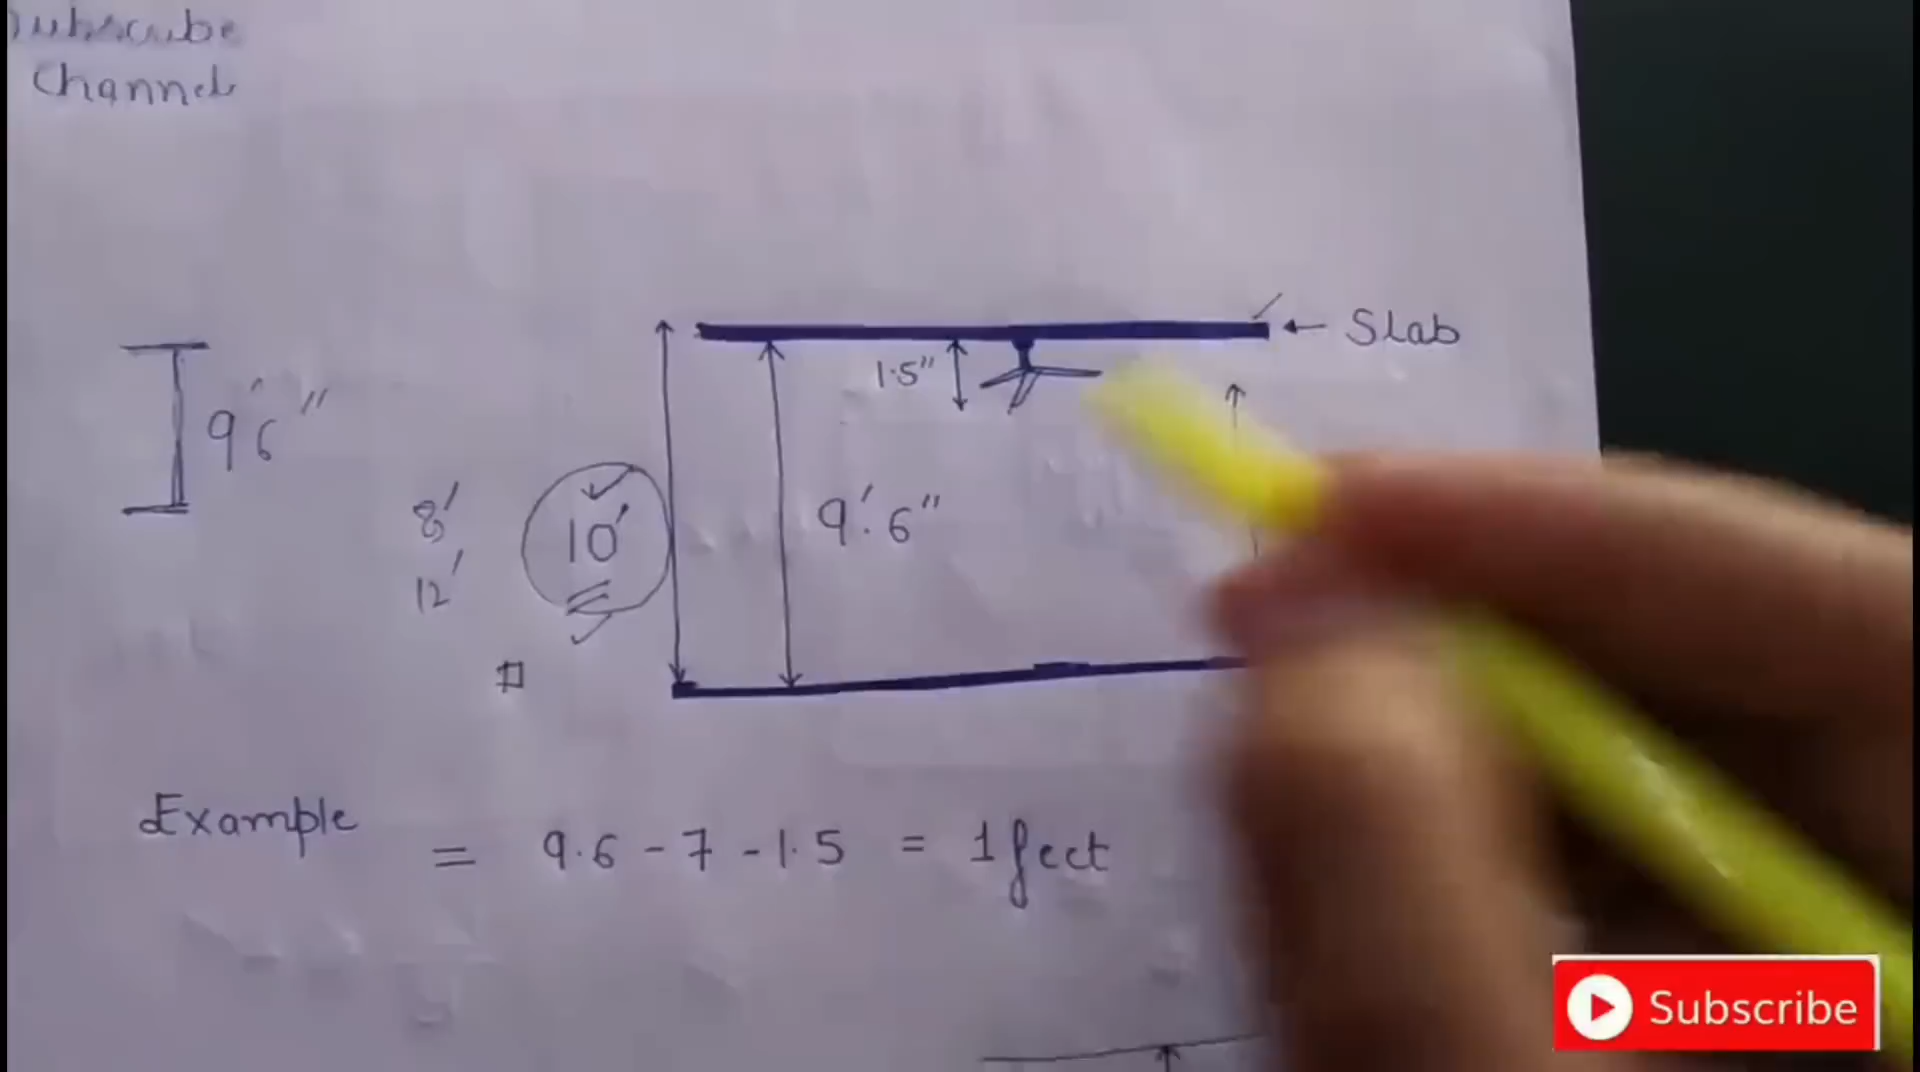 Subscribe
Channel
Slab
1.5"
9'6"
9'.6"
8'
10'
12'
Example
= 9.6 - 7 - 1.5 = 1 feet
Subscribe